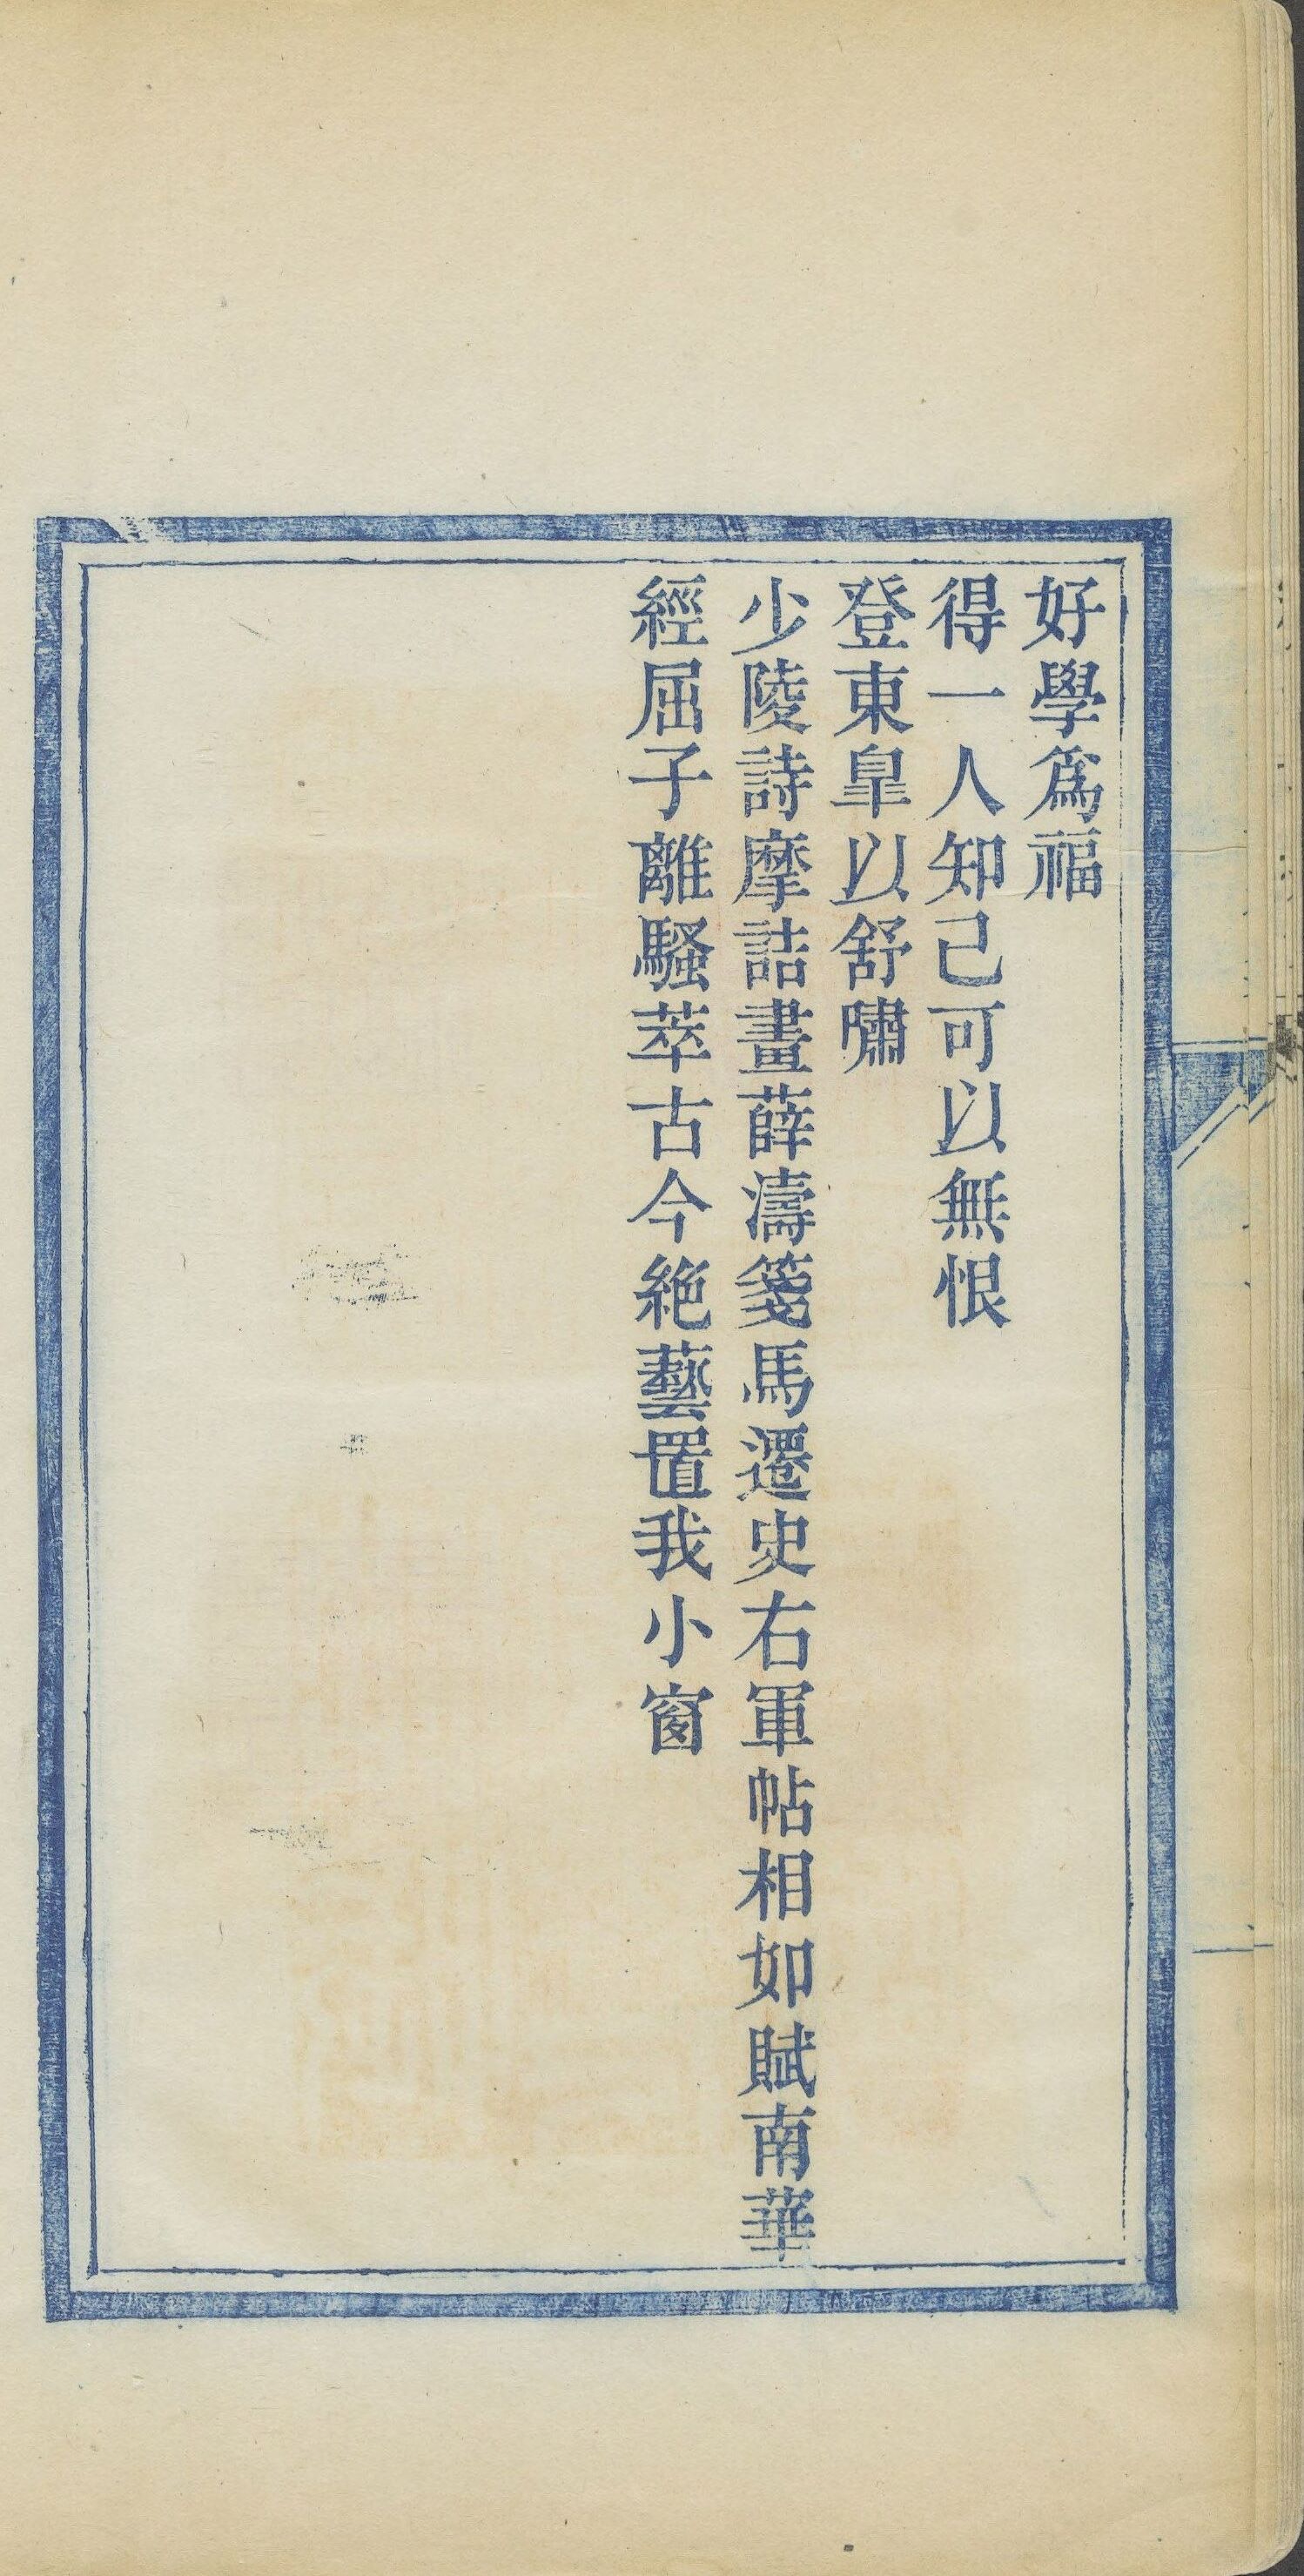 好學爲福
得一人知己可以無恨
登東皐以舒嘯
少陵詩摩詰畫薛濤箋馬遷史右軍帖相如賦南華
經屈子離騷萃古今絶藝置我小窗